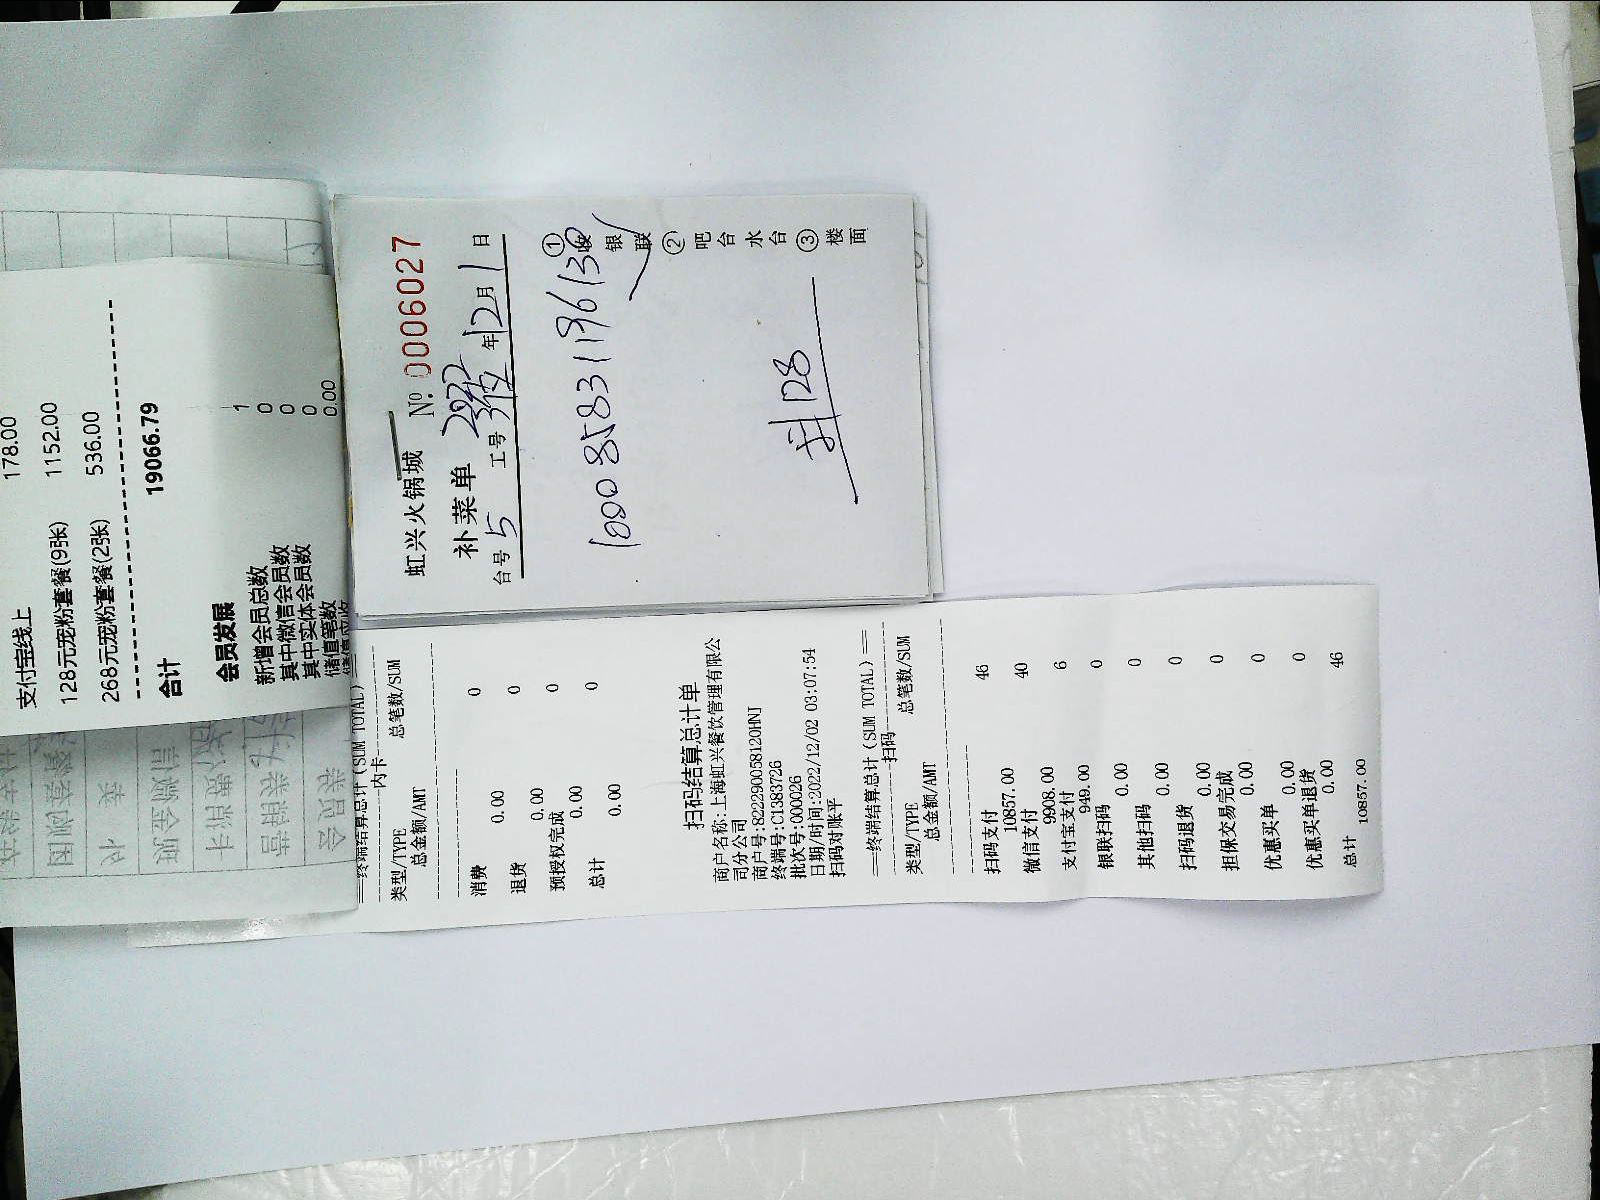 支付宝线上 178.00
128元宠粉套餐(9张) 1152.00
268元宠粉套餐(2张) 536.00
合计 19066.79
会员发展
新增会员总数 1
其中微信会员数 0
其中实体会员数 0
储值笔数 0
0.00
虹兴火锅城 No. 0006027
补菜单 2022年12月1日
台号 5 工号
100085831196130
①收银联
②吧台水台
③楼面
128
==终端结算总计(SUM TOTAL)==
内卡
类型/TYPE 总笔数/SUM
总金额/AMT
消费 0
0.00
退货 0
0.00
预授权完成 0
0.00
总计 0
0.00
扫码结算总计单
商户名称:上海虹兴餐饮管理有限公
司分公司
商户号:822290058120HNJ
终端号:C1383726
批次号:000026
日期/时间:2022/12/02 03:07:54
扫码对账平
==终端结算总计(SUM TOTAL)==
扫码
类型/TYPE 总笔数/SUM
总金额/AMT
扫码支付 46
10857.00
微信支付 40
9908.00
支付宝支付 6
949.00
银联扫码 0
0.00
其他扫码 0
0.00
扫码退货 0
0.00
担保交易完成 0
0.00
优惠买单 0
0.00
优惠买单退货 0
0.00
总计 46
10857.00